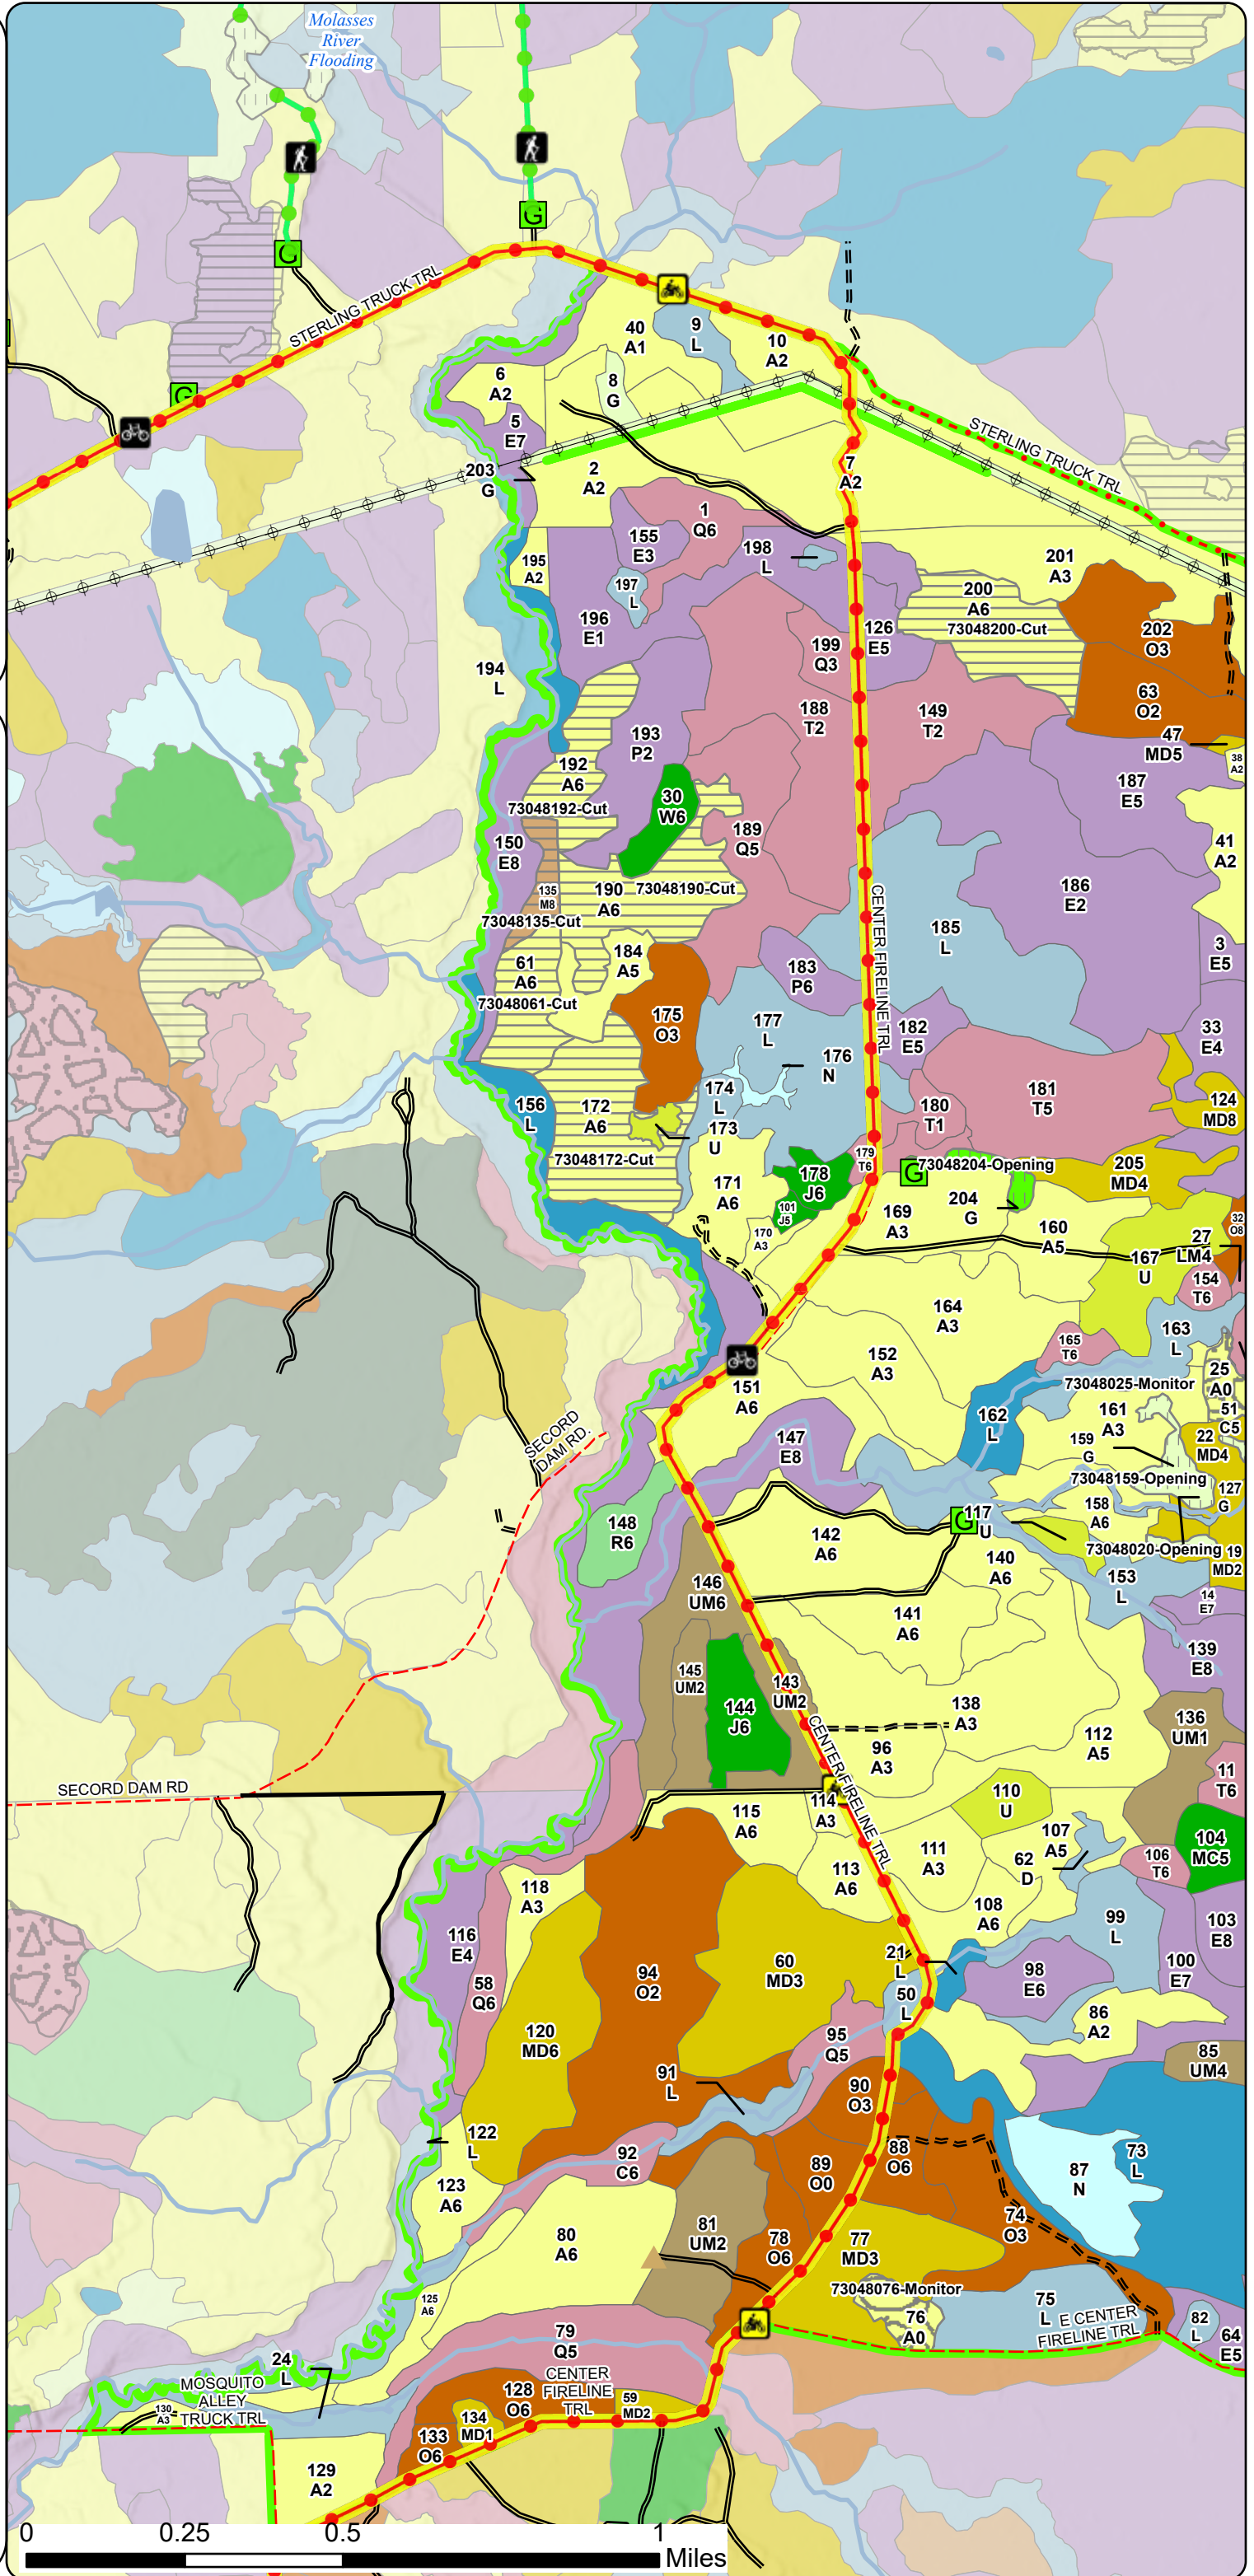 Molasses
River
Flooding
G
G
STERLING TRUCK TRL
40
A1
9
L
10
A2
6
A2
8
G
G
5
E7
STERLING TRUCK TRL
203
G
2
A2
7
A2
1
Q6
155
E3
198
L
201
A3
195
A2
197
L
200
A6
73048200-Cut
196
E1
126
E5
202
O3
199
Q3
194
L
63
O2
188
T2
149
T2
193
P2
47
MD5
38
A2
192
A6
187
E5
73048192-Cut
30
W6
189
Q5
150
E8
41
A2
135
M8
190
A6
73048190-Cut
186
E2
73048135-Cut
CENTER FIRELINE TRL
185
L
3
E5
184
A5
61
A6
183
P6
73048061-Cut
175
O3
177
L
182
E5
33
E4
176
N
174
L
172
A6
180
T1
181
T5
124
MD8
173
U
73048172-Cut
179
T6
G
73048204-Opening
205
MD4
178
J6
171
A6
101
J5
204
G
169
A3
170
A3
160
A5
32
O8
27
LM4
167
U
154
T6
164
A3
163
L
165
T6
152
A3
25
A0
73048025-Monitor
151
A6
51
C5
162
L
161
A3
SECOND
DAM RD.
147
E8
159
G
22
MD4
73048159-Opening
127
G
158
A6
148
R6
G
117
U
142
A6
73048020-Opening
19
MD2
140
A6
153
L
146
UM6
14
E7
141
A6
139
E8
145
UM2
143
UM2
144
J6
138
A3
136
UM1
96
A3
112
A5
CENTER FIRELINE TRL
SECORD DAM RD
11
T6
110
U
114
A3
115
A6
107
A5
104
MC5
111
A3
106
T6
62
D
113
A6
118
A3
108
A6
99
L
103
E8
116
E4
21
L
100
E7
60
MD3
98
E6
94
O2
58
Q6
50
L
86
A2
120
MD6
95
Q5
85
UM4
91
L
90
O3
122
L
88
O6
73
L
92
C6
89
O0
87
N
123
A6
74
O3
81
UM2
80
A6
78
O6
77
MD3
73048076-Monitor
125
A6
75
L
76
A0
E CENTER
FIRELINE TRL
82
L
64
E5
79
Q5
24
L
MOSQUITO
ALLEY
TRUCK TRL
CENTER
FIRELINE
TRL
128
O6
59
MD2
130
A3
134
MD1
133
O6
129
A2
0
0.25
0.5
1
Miles